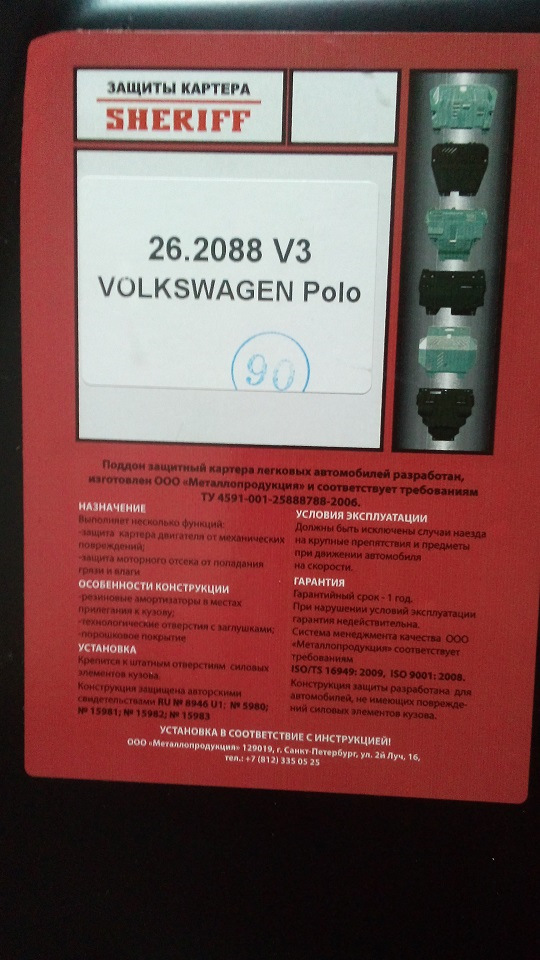 ЗАЩИТЫ КАРТЕРА
SHERIFF
26.2088 V3
VOLKSWAGEN Polo
90
Поддон защитный картера легковых автомобилей разработан,
изготовлен ООО «Металлопродукция» и соответствует требованиям
ТУ 4591-001-25888788-2006.
НАЗНАЧЕНИЕ
Выполняет несколько функций:
-защита картера двигателя от механических
повреждений;
-защита моторного отсека от попадания
грязи и влаги
ОСОБЕННОСТИ КОНСТРУКЦИИ
-резиновые амортизаторы в местах
прилегания к кузову;
-технологические отверстия с заглушками;
-порошковое покрытие
УСТАНОВКА
Крепится к штатным отверстиям силовых
элементов кузова.
Конструкция защищена авторскими
свидетельствами RU № 8946 U1; № 5980;
№ 15981; № 15982; № 15983
УСЛОВИЯ ЭКСПЛУАТАЦИИ
Должны быть исключены случаи наезда
на крупные препятствия и предметы
при движении автомобиля
на скорости.
ГАРАНТИЯ
Гарантийный срок - 1 год.
При нарушении условий эксплуатации
гарантия недействительна.
Система менеджмента качества ООО
«Металлопродукция» соответствует
требованиям
ISO/TS 16949: 2009, ISO 9001: 2008.
Конструкция защиты разработана для
автомобилей, не имеющих поврежде-
ний силовых элементов кузова.
УСТАНОВКА В СООТВЕТСТВИЕ С ИНСТРУКЦИЕЙ!
ООО «Металлопродукция» 129019, г. Санкт-Петербург, ул. 2й Луч, 16,
тел.: +7 (812) 335 05 25